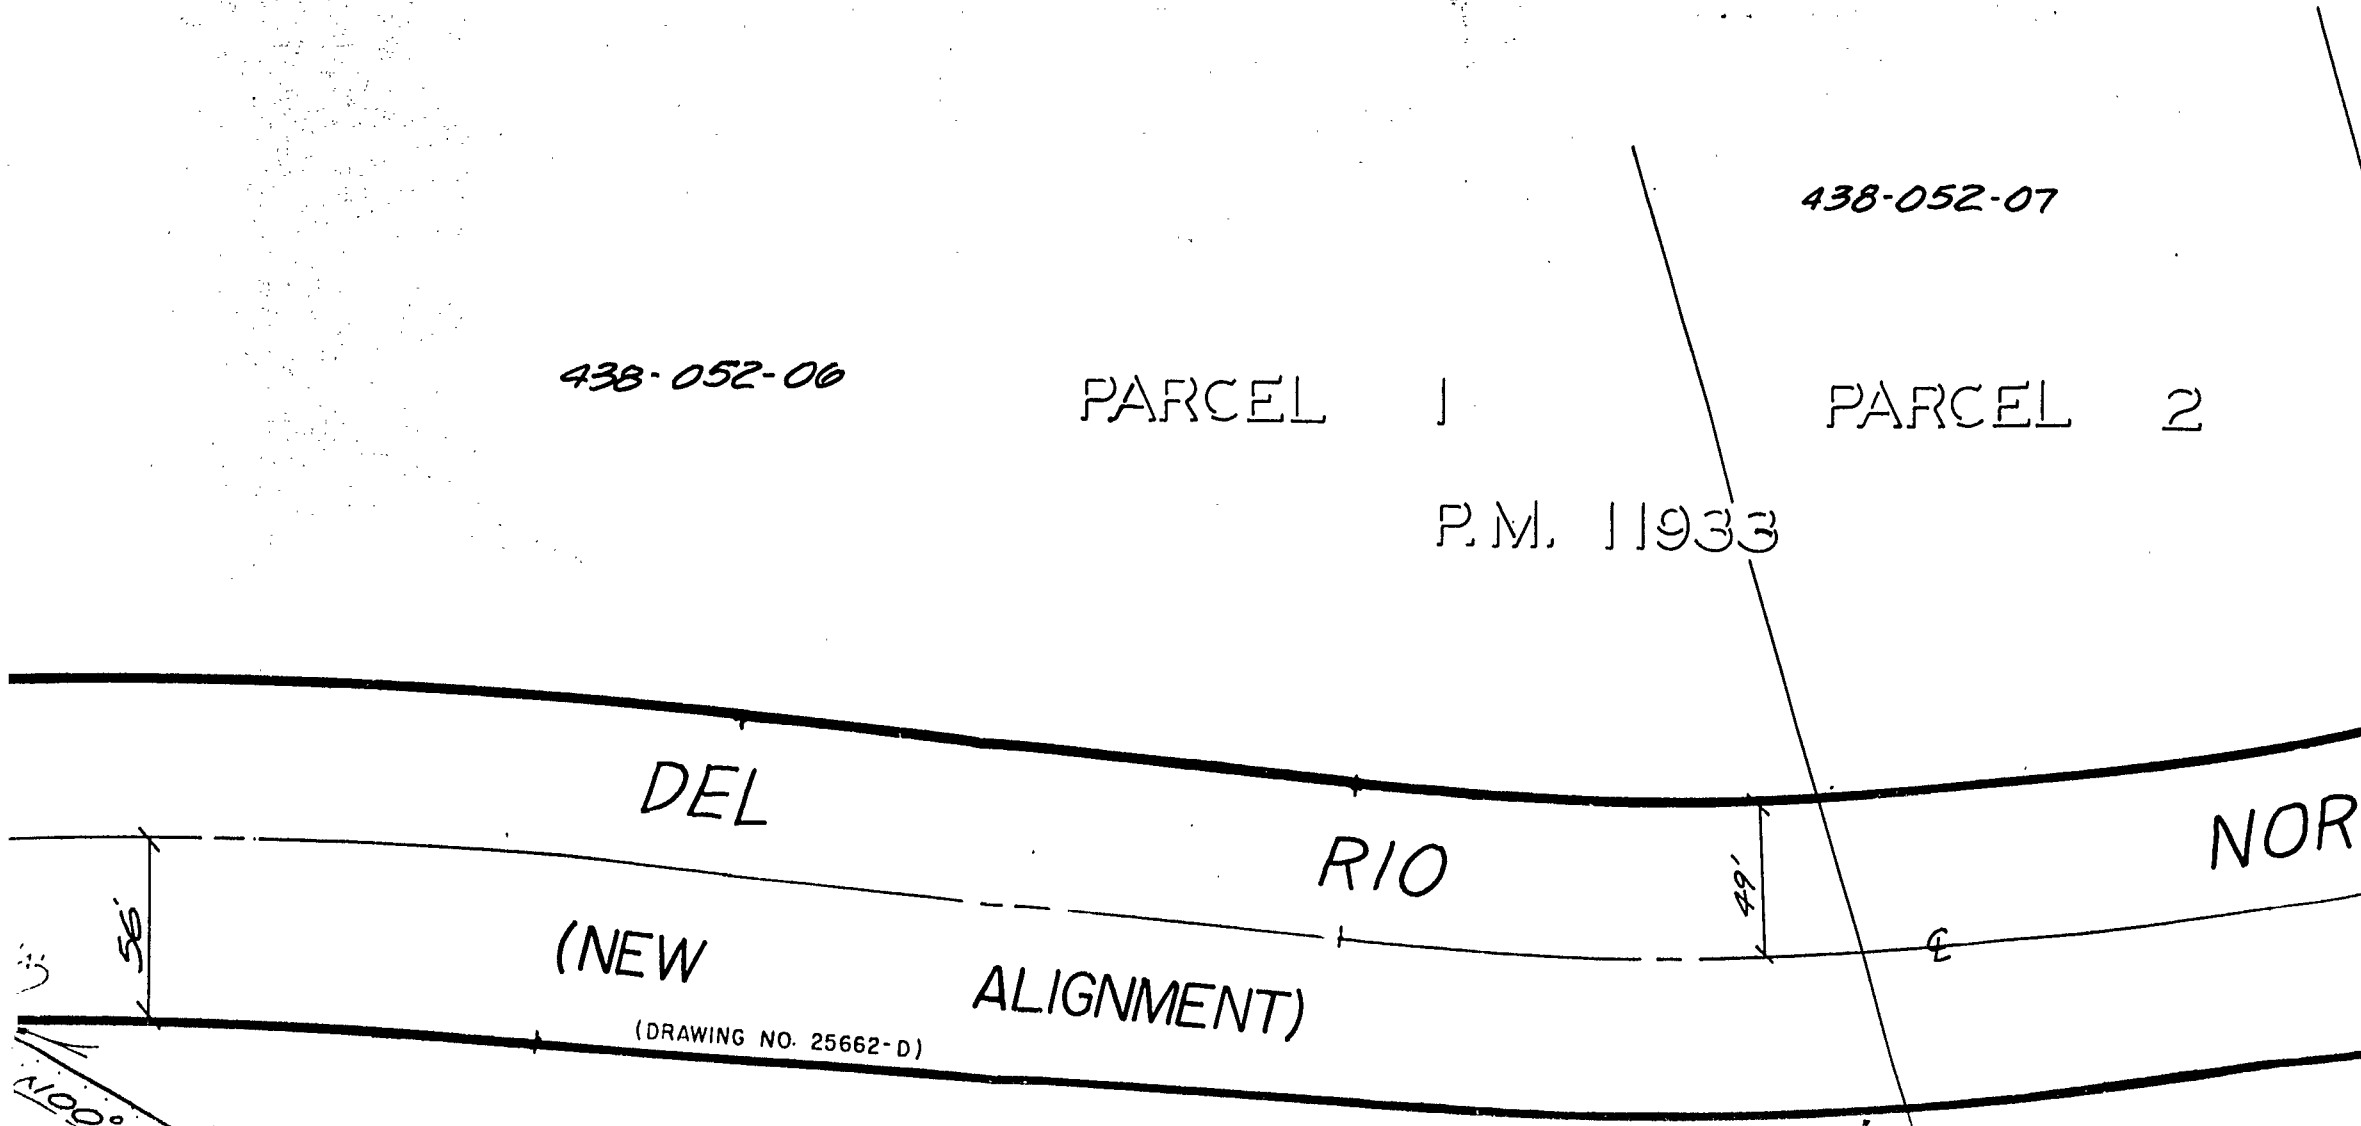 438-052-07
438-052-06
PARCEL 1
PARCEL 2
P.M. 11933
DEL RIO NOR
56'
49'
℄
(NEW ALIGNMENT)
(DRAWING NO. 25662-D)
N100°